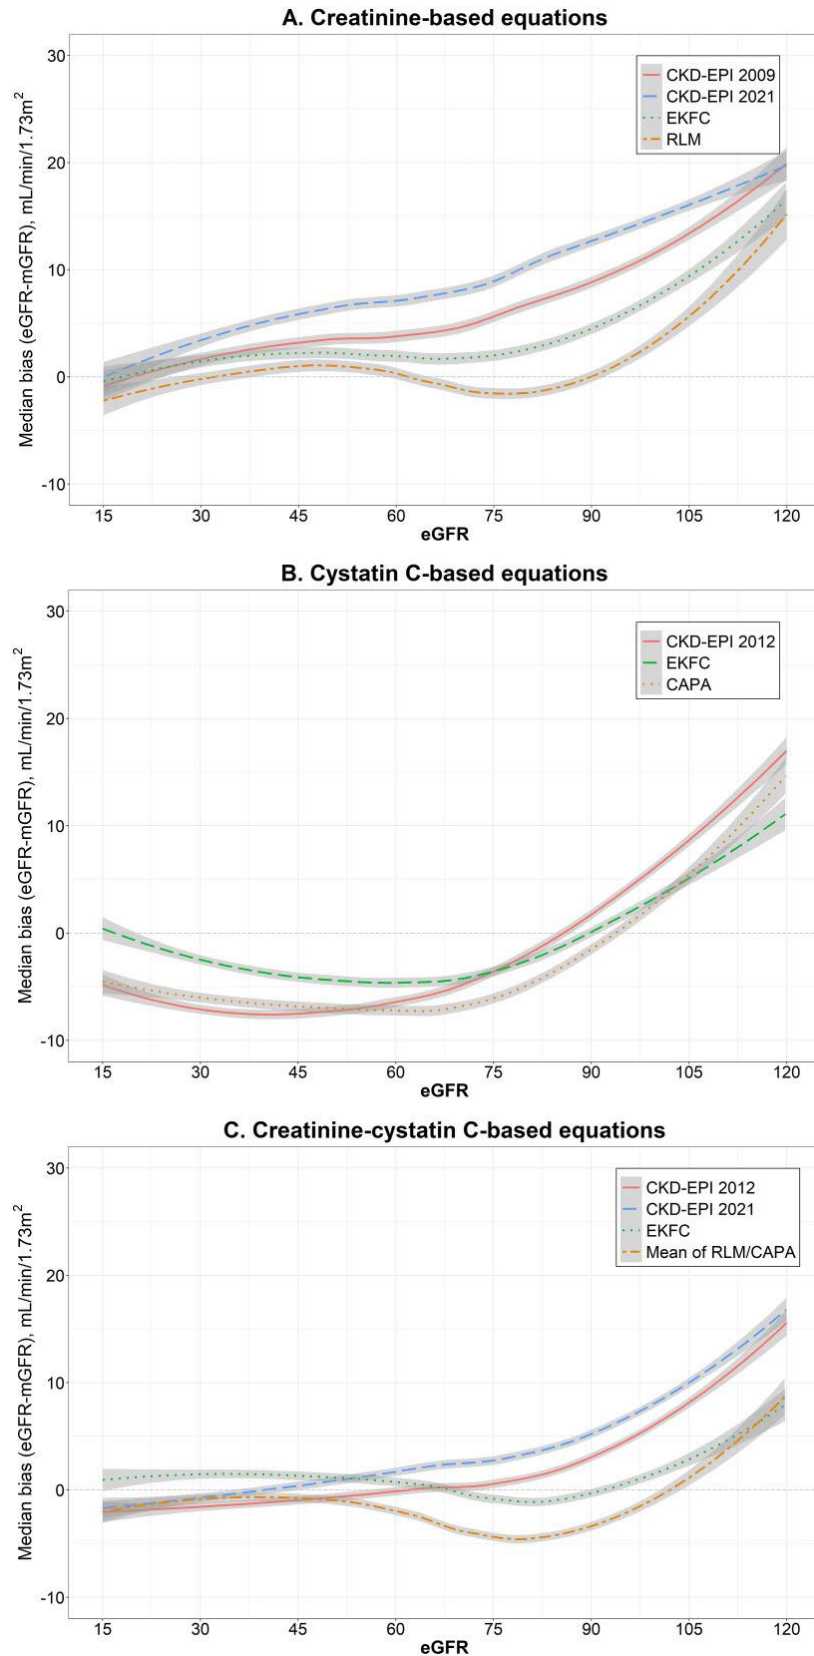 A. Creatinine-based equations
Median bias (eGFR-mGFR), mL/min/1.73m²
30
20
10
0
-10
CKD-EPI 2009
CKD-EPI 2021
EKFC
RLM
15 30 45 60 75 90 105 120
eGFR
B. Cystatin C-based equations
Median bias (eGFR-mGFR), mL/min/1.73m²
30
20
10
0
-10
CKD-EPI 2012
EKFC
CAPA
15 30 45 60 75 90 105 120
eGFR
C. Creatinine-cystatin C-based equations
Median bias (eGFR-mGFR), mL/min/1.73m²
30
20
10
0
-10
CKD-EPI 2012
CKD-EPI 2021
EKFC
Mean of RLM/CAPA
15 30 45 60 75 90 105 120
eGFR